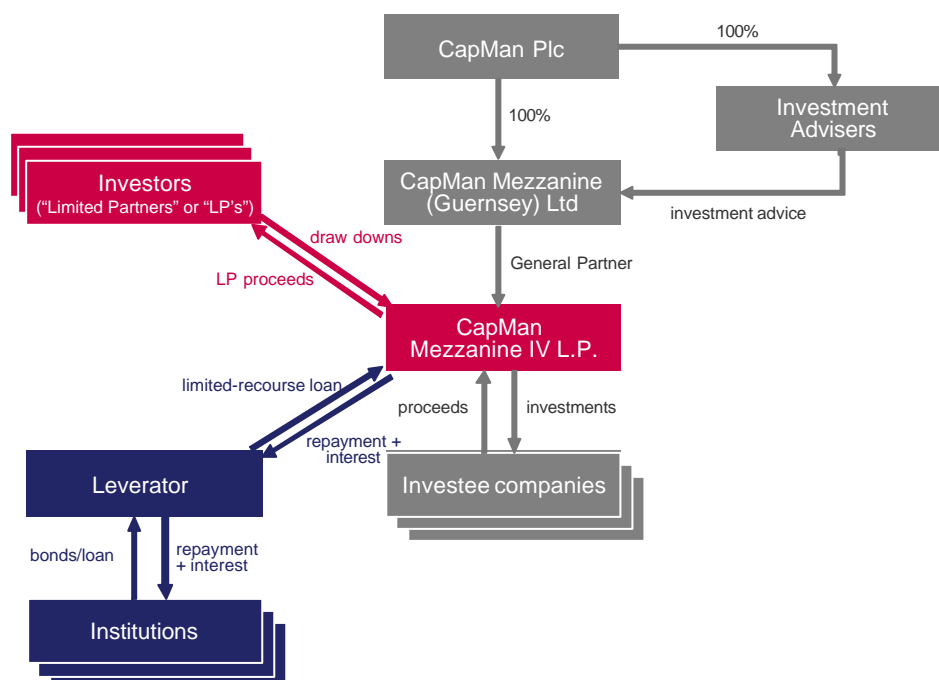 CapMan Plc
100%
100%
Investment
Advisers
Investors
(“Limited Partners” or “LP’s”)
CapMan Mezzanine
(Guernsey) Ltd
investment advice
draw downs
LP proceeds
General Partner
CapMan
Mezzanine IV L.P.
limited-recourse loan
proceeds
investments
repayment +
interest
Leverator
Investee companies
bonds/loan
repayment
+ interest
Institutions